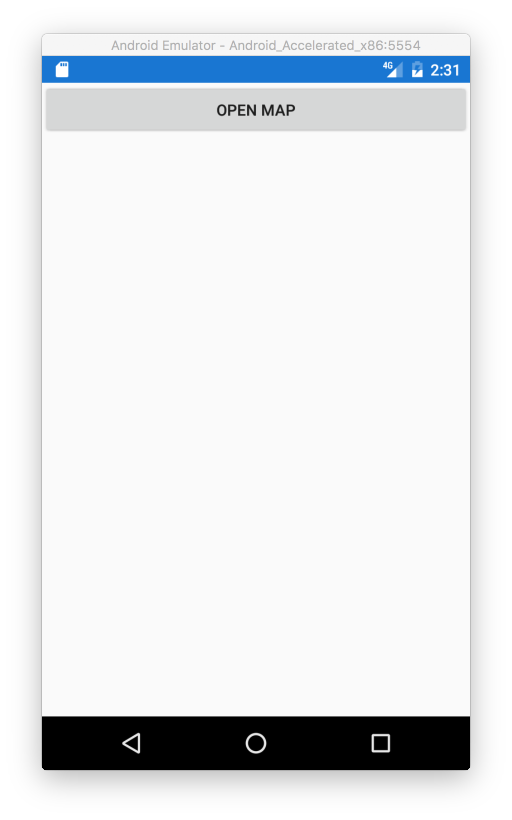 Android Emulator - Android_Accelerated_x86:5554
4G 2:31
OPEN MAP